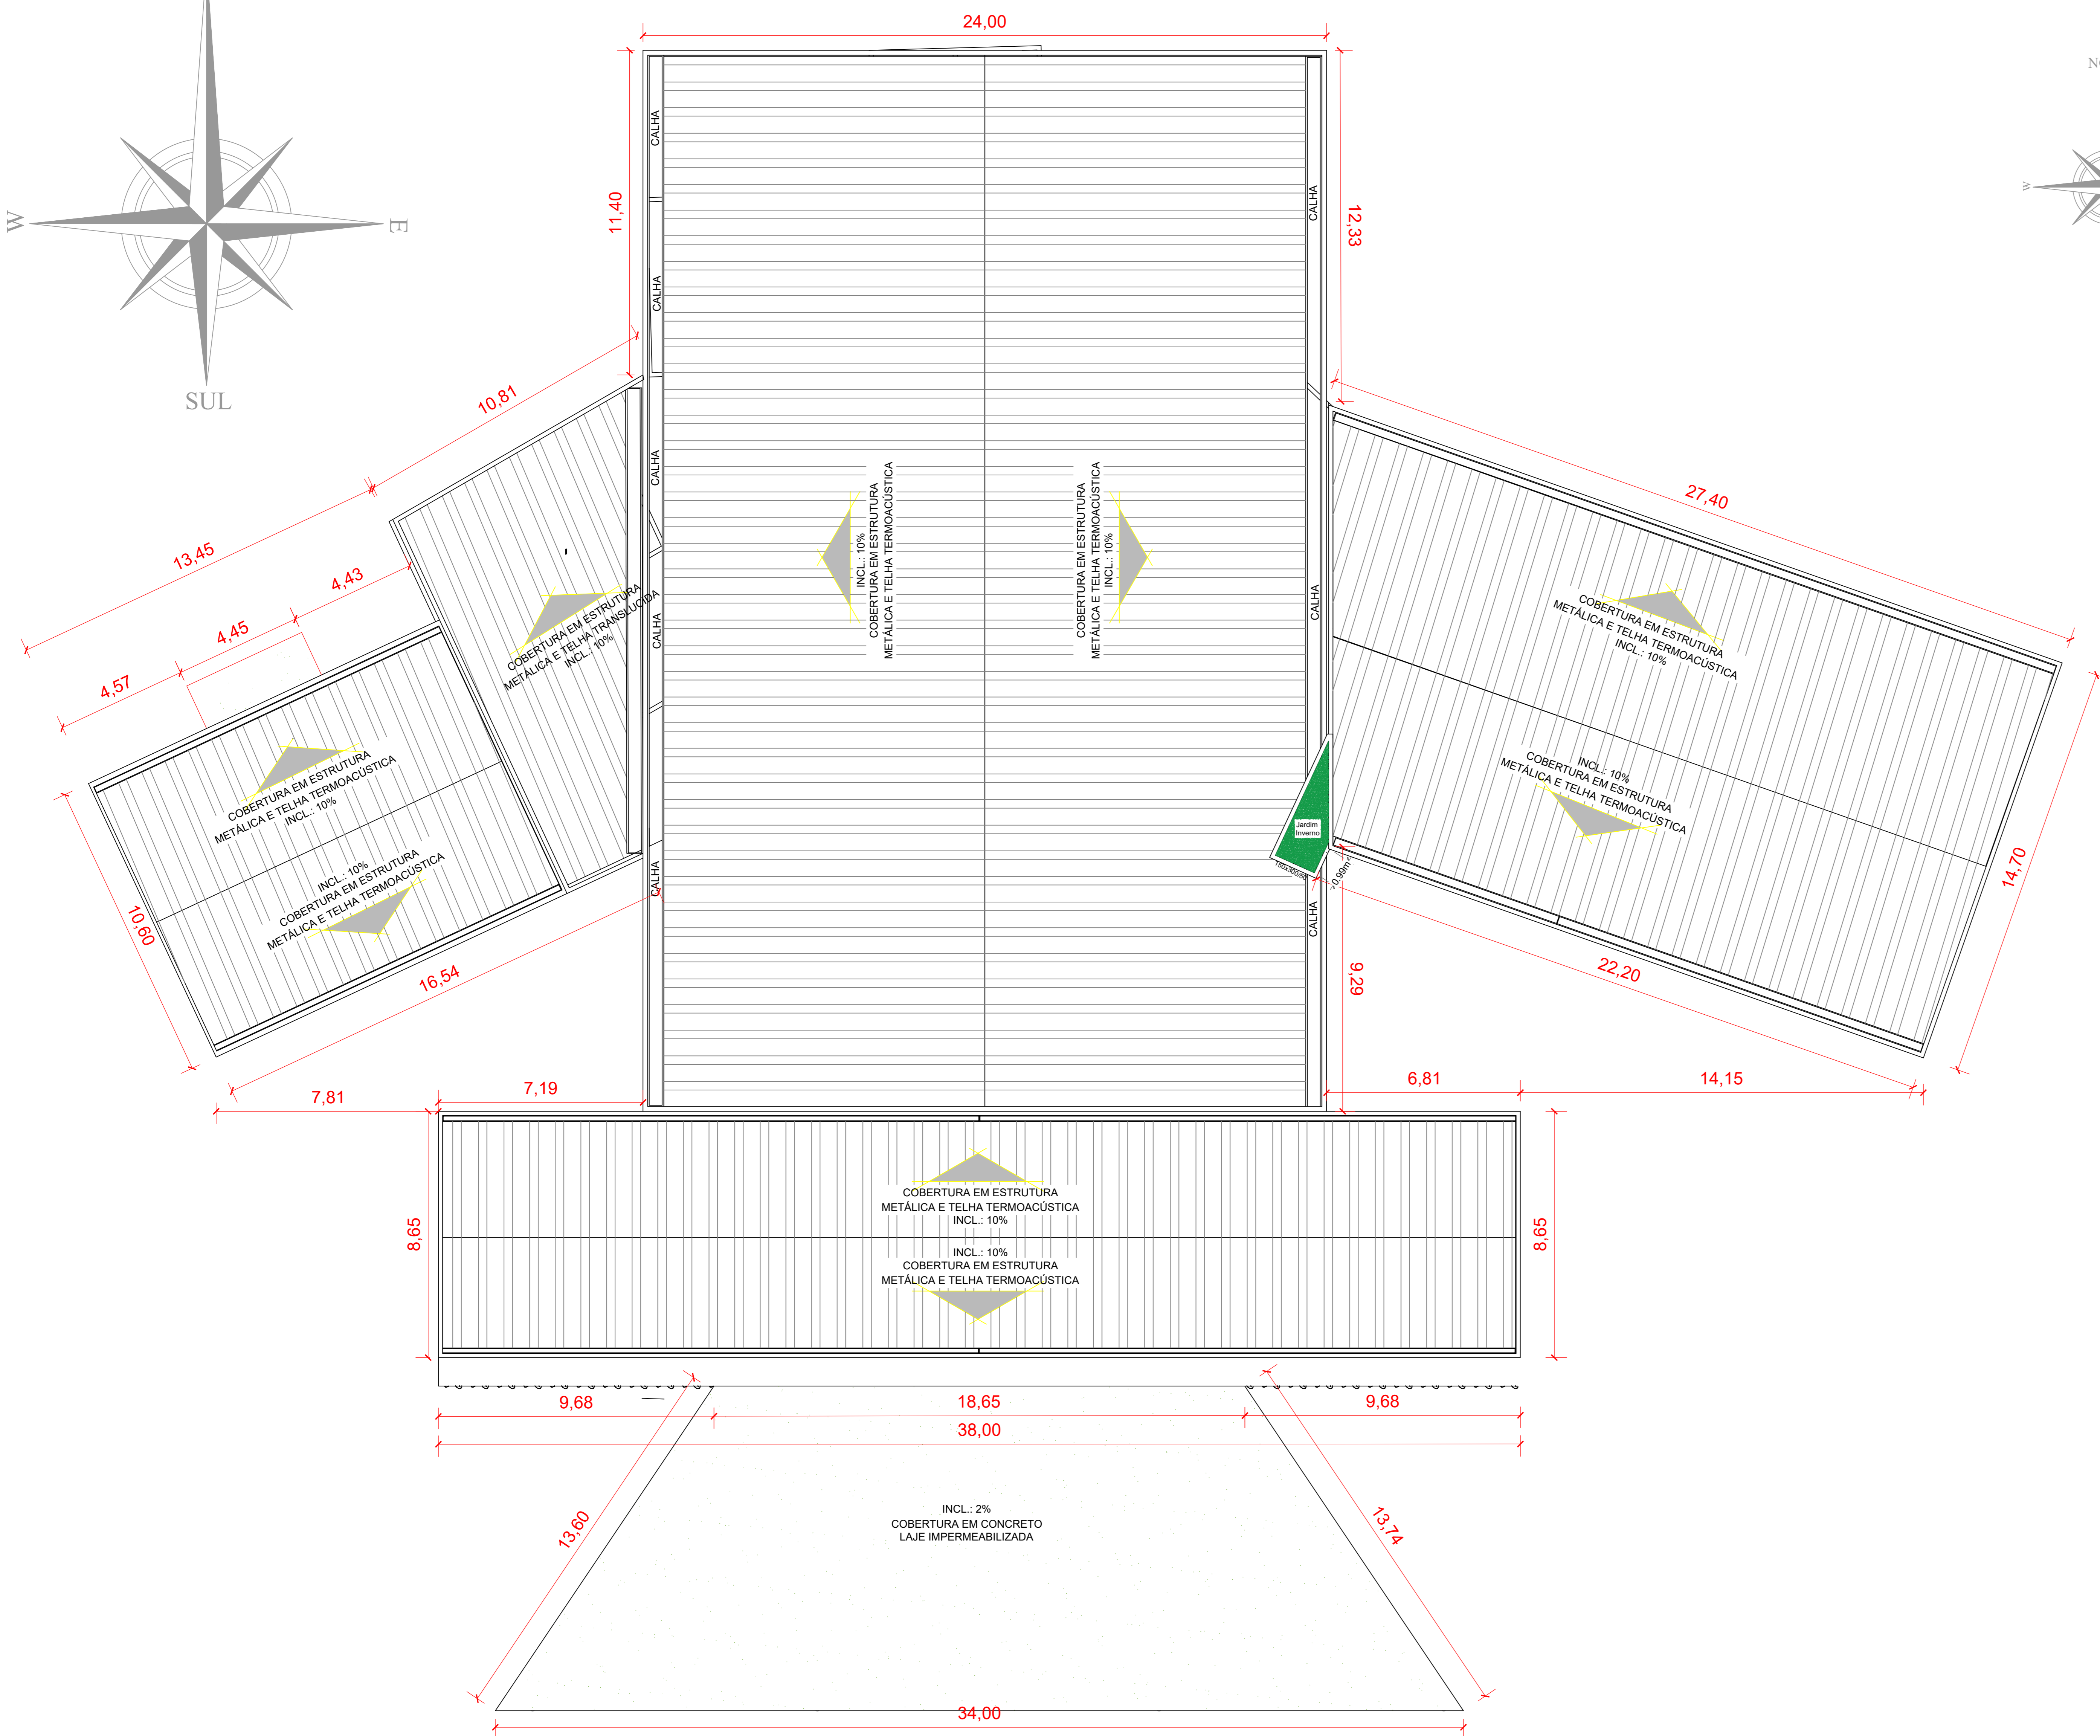 24,00
W
E
SUL
W
11,40
12,33
CALHA
CALHA
CALHA
CALHA
CALHA
CALHA
CALHA
CALHA
10,81
13,45
4,43
4,45
4,57
10,60
16,54
27,40
14,70
22,20
9,29
COBERTURA EM ESTRUTURA
METÁLICA E TELHA TRANSLUCIDA
INCL.: 10%
INCL.: 10%
COBERTURA EM ESTRUTURA
METÁLICA E TELHA TERMOACÚSTICA
COBERTURA EM ESTRUTURA
METÁLICA E TELHA TERMOACÚSTICA
INCL.: 10%
COBERTURA EM ESTRUTURA
METÁLICA E TELHA TERMOACÚSTICA
INCL.: 10%
INCL.: 10%
COBERTURA EM ESTRUTURA
METÁLICA E TELHA TERMOACÚSTICA
COBERTURA EM ESTRUTURA
METÁLICA E TELHA TERMOACÚSTICA
INCL.: 10%
INCL.: 10%
COBERTURA EM ESTRUTURA
METÁLICA E TELHA TERMOACÚSTICA
Jardim
Inverno
150x300/50
0.99m²
7,81
7,19
6,81
14,15
8,65
8,65
COBERTURA EM ESTRUTURA
METÁLICA E TELHA TERMOACÚSTICA
INCL.: 10%
INCL.: 10%
COBERTURA EM ESTRUTURA
METÁLICA E TELHA TERMOACÚSTICA
9,68
18,65
9,68
38,00
13,60
13,74
INCL.: 2%
COBERTURA EM CONCRETO
LAJE IMPERMEABILIZADA
34,00